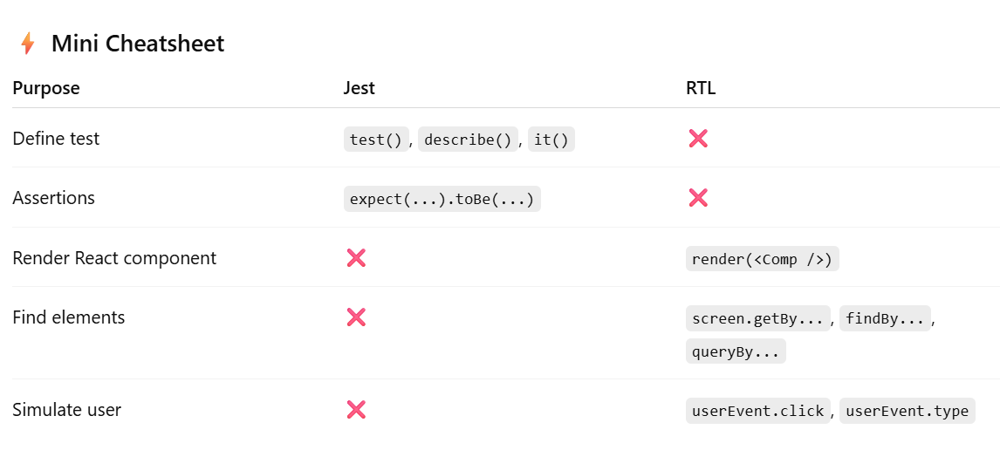 ⚡ Mini Cheatsheet
Purpose Jest RTL
Define test test(), describe(), it() ❌
Assertions expect(...).toBe(...) ❌
Render React component ❌ render(<Comp />)
Find elements ❌ screen.getBy..., findBy...,
queryBy...
Simulate user ❌ userEvent.click, userEvent.type